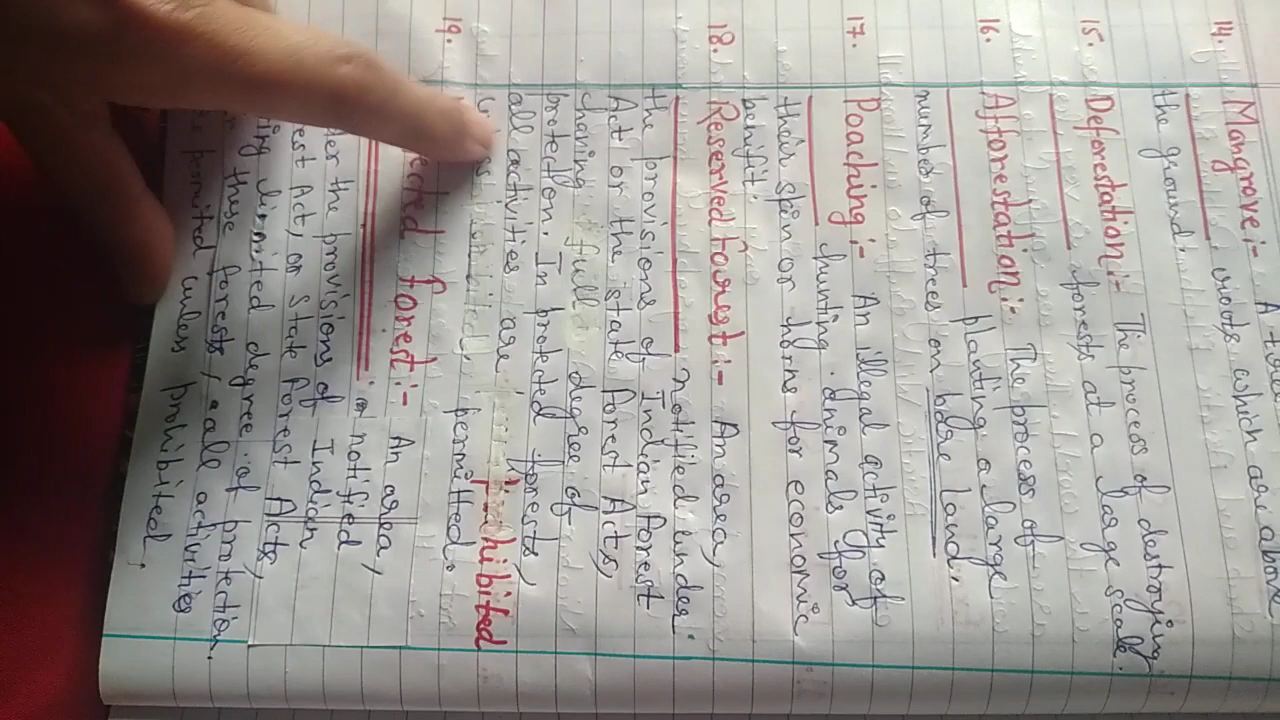 14. Mangrove:- A tree
roots which are above
the ground.
15. Deforestation:- The process of destroying
forests at a large scale.
16. Afforestation:- The process of
planting a large
number of trees on bare land.
17. Poaching:- An illegal activity of
hunting animals for
their skin or horns for economic
benifit.
18. Reserved forest:- An area,
notified under
the provisions of Indian forest
Act or the state forest Acts,
having full degree of
protection. In protected forests,
all activities are prohibited
unless permitted.
19. ected forest:- An area,
notified
the provisions of Indian
est Act, or State forest Acts,
limited degree of protection.
these forests, all activities
permited unless prohibited.